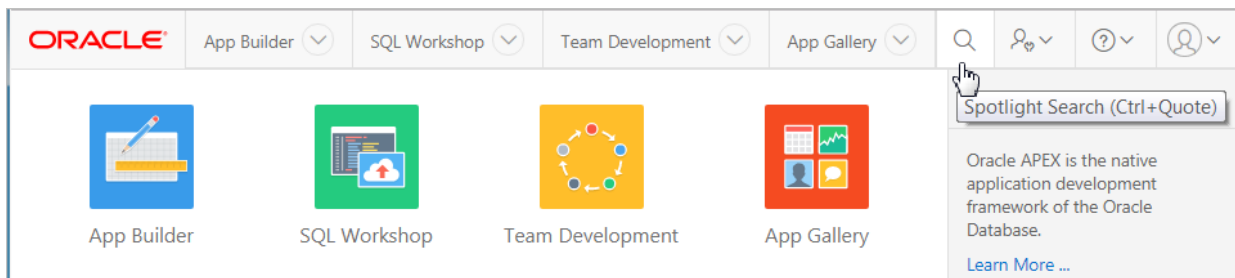 ORACLE App Builder SQL Workshop Team Development App Gallery
Spotlight Search (Ctrl+Quote)
Oracle APEX is the native
application development
framework of the Oracle
Database.
Learn More ...
App Builder SQL Workshop Team Development App Gallery